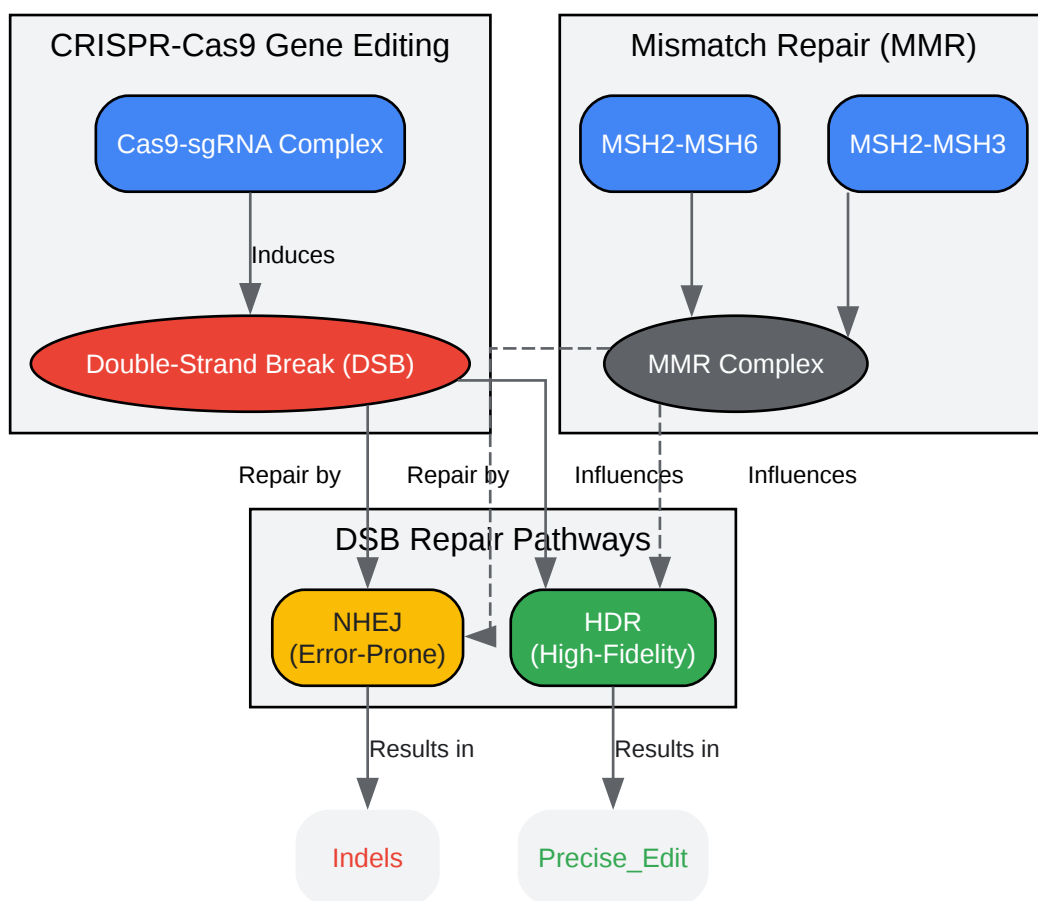 CRISPR-Cas9 Gene Editing
Mismatch Repair (MMR)
Cas9-sgRNA Complex
MSH2-MSH6
MSH2-MSH3
Induces
Double-Strand Break (DSB)
MMR Complex
Repair by
Repair by
Influences
Influences
DSB Repair Pathways
NHEJ
(Error-Prone)
HDR
(High-Fidelity)
Results in
Results in
Indels
Precise_Edit